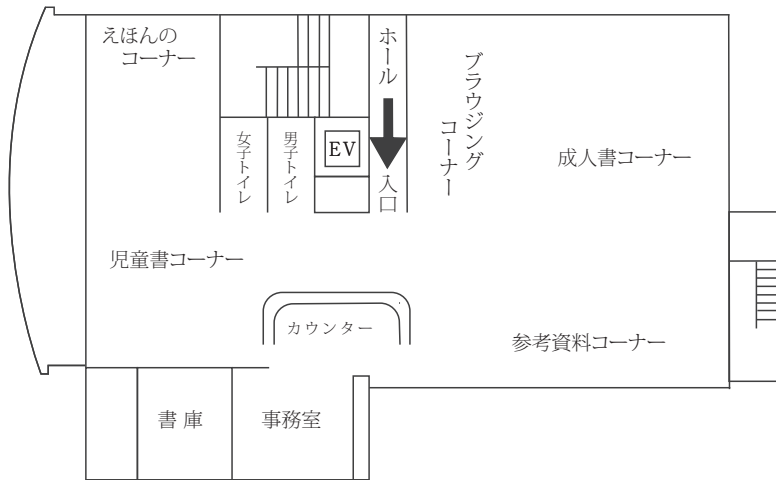 えほんの
コーナー
ホール
ブラウジング
コーナー
女子トイレ
男子トイレ
EV
入口
成人書コーナー
児童書コーナー
カウンター
参考資料コーナー
書庫
事務室